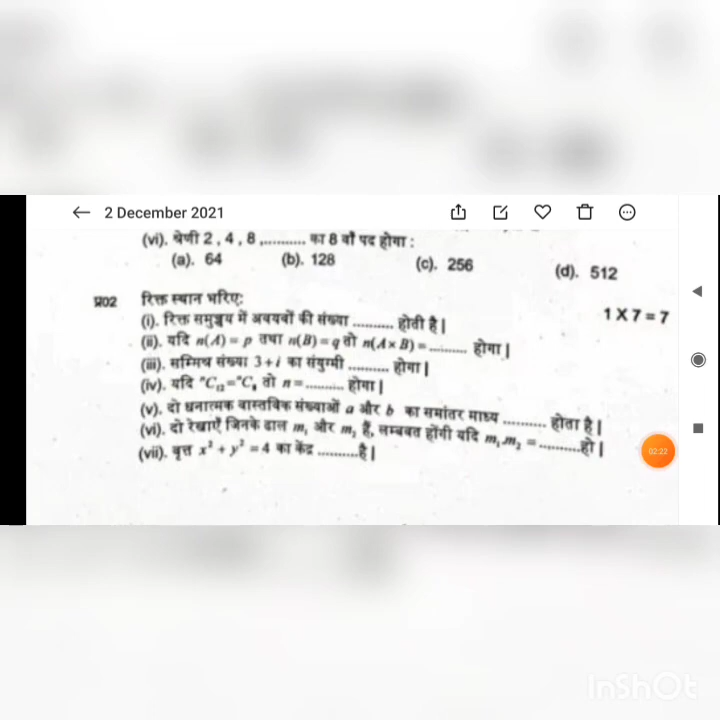 2 December 2021
(vi). श्रेणी 2 , 4 , 8 ,.......... का 8 वाँ पद होगा :
(a). 64 (b). 128 (c). 256 (d). 512
प्र02 रिक्त स्थान भरिए: 1 X 7 = 7
(i). रिक्त समुच्चय में अवयवों की संख्या .......... होती है |
(ii). यदि n(A) = p तथा n(B) = q तो n(A × B) = .......... होगा |
(iii). सम्मिश्र संख्या 3 + i का संयुग्मी .......... होगा |
(iv). यदि ⁿC₁₂ = ⁿC₈ तो n = .......... होगा |
(v). दो धनात्मक वास्तविक संख्याओं a और b का समांतर माध्य .......... होता है |
(vi). दो रेखाएँ जिनके ढाल m₁ और m₂ हैं, लम्बवत होंगी यदि m₁.m₂ = ..........हो |
(vii). वृत्त x² + y² = 4 का केंद्र ..........है |
02:22
InShOt